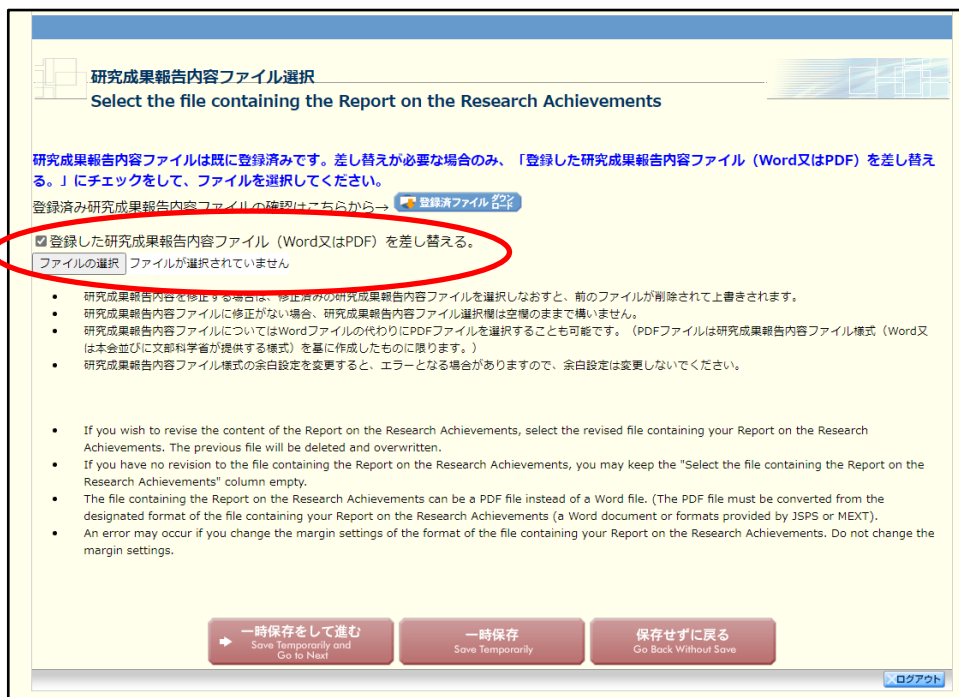 研究成果報告内容ファイル選択
Select the file containing the Report on the Research Achievements
研究成果報告内容ファイルは既に登録済みです。差し替えが必要な場合のみ、「登録した研究成果報告内容ファイル（Word又はPDF）を差し替え
る。」にチェックをして、ファイルを選択してください。
登録済み研究成果報告内容ファイルの確認はこちらから→ 登録済ファイル ダウンロード
登録した研究成果報告内容ファイル（Word又はPDF）を差し替える。
ファイルの選択 ファイルが選択されていません
• 研究成果報告内容を修正する場合は、修正済みの研究成果報告内容ファイルを選択しなおすと、前のファイルが削除されて上書きされます。
• 研究成果報告内容ファイルに修正がない場合、研究成果報告内容ファイル選択欄は空欄のままで構いません。
• 研究成果報告内容ファイルについてはWordファイルの代わりにPDFファイルを選択することも可能です。（PDFファイルは研究成果報告内容ファイル様式（Word又
は本会並びに文部科学省が提供する様式）を基に作成したものに限ります。）
• 研究成果報告内容ファイル様式の余白設定を変更すると、エラーとなる場合がありますので、余白設定は変更しないでください。
• If you wish to revise the content of the Report on the Research Achievements, select the revised file containing your Report on the Research
Achievements. The previous file will be deleted and overwritten.
• If you have no revision to the file containing the Report on the Research Achievements, you may keep the "Select the file containing the Report on the
Research Achievements" column empty.
• The file containing the Report on the Research Achievements can be a PDF file instead of a Word file. (The PDF file must be converted from the
designated format of the file containing your Report on the Research Achievements (a Word document or formats provided by JSPS or MEXT).
• An error may occur if you change the margin settings of the format of the file containing your Report on the Research Achievements. Do not change the
margin settings.
一時保存をして進む
Save Temporarily and
Go to Next
一時保存
Save Temporarily
保存せずに戻る
Go Back Without Save
ログアウト